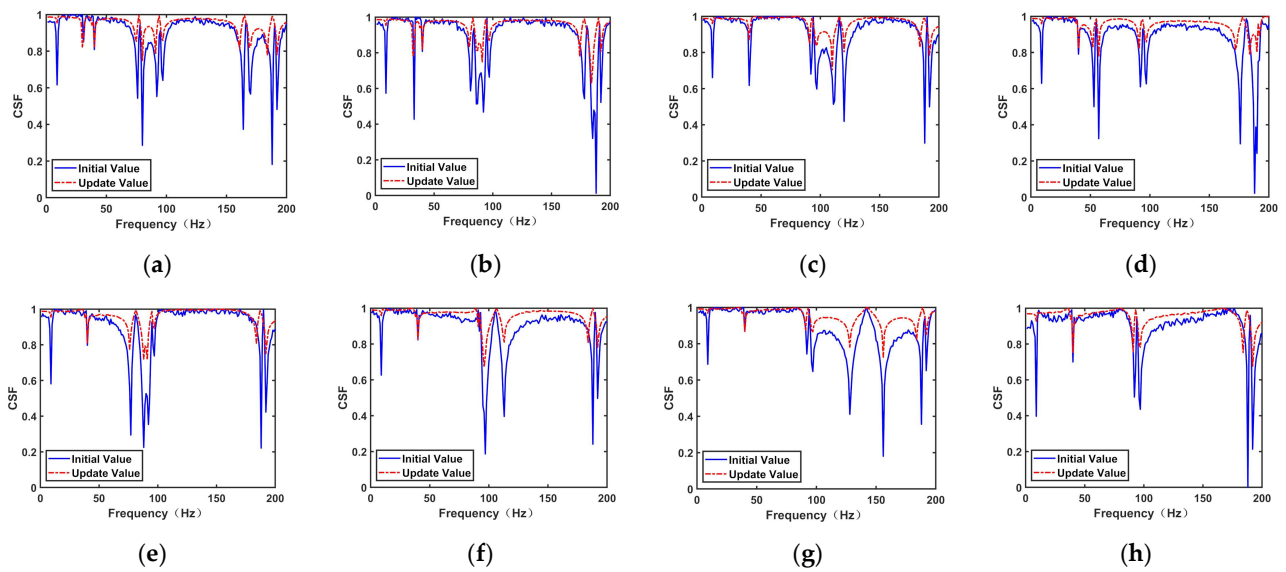 1
0.8
0.6
0.4
0.2
0
CSF
Initial Value
Update Value
0 50 100 150 200
Frequency（Hz）
(a)
1
0.8
0.6
0.4
0.2
0
CSF
Initial Value
Update Value
0 50 100 150 200
Frequency（Hz）
(b)
1
0.8
0.6
0.4
0.2
0
CSF
Initial Value
Update Value
0 50 100 150 200
Frequency（Hz）
(c)
1
0.8
0.6
0.4
0.2
0
CSF
Initial Value
Update Value
0 50 100 150 200
Frequency（Hz）
(d)
1
0.8
0.6
0.4
0.2
0
CSF
Initial Value
Update Value
0 50 100 150 200
Frequency（Hz）
(e)
1
0.8
0.6
0.4
0.2
0
CSF
Initial Value
Update Value
0 50 100 150 200
Frequency（Hz）
(f)
1
0.8
0.6
0.4
0.2
0
CSF
Initial Value
Update Value
0 50 100 150 200
Frequency（Hz）
(g)
1
0.8
0.6
0.4
0.2
0
CSF
Initial Value
Update Value
0 50 100 150 200
Frequency（Hz）
(h)